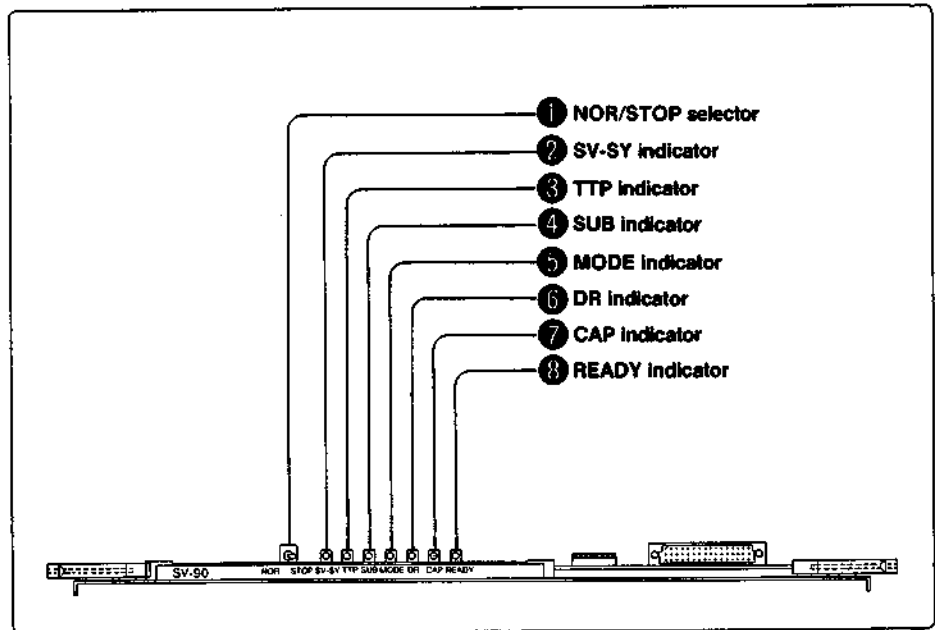 1 NOR/STOP selector
2 SV-SY indicator
3 TTP indicator
4 SUB indicator
5 MODE indicator
6 DR indicator
7 CAP indicator
8 READY indicator
SV-90 NOR STOP SV-SY TTP SUB MODE DR CAP READY